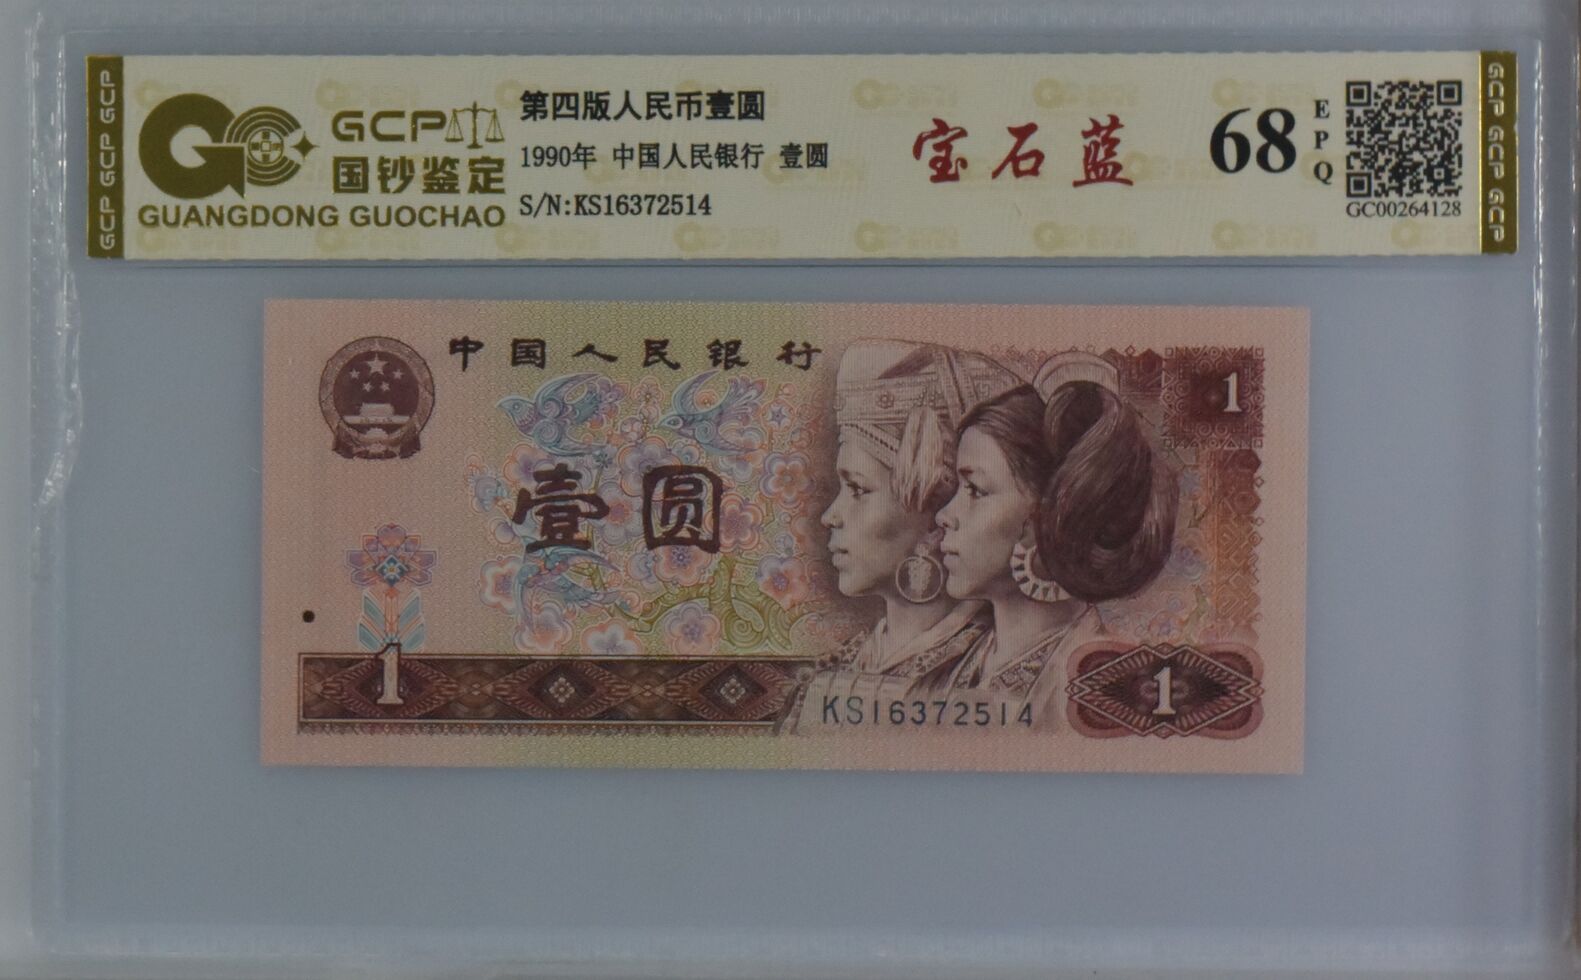 GCP
国钞鉴定
GUANGDONG GUOCHAO
第四版人民币壹圆
1990年 中国人民银行 壹圆
S/N:KS16372514
宝石蓝
68
EPQ
GC00264128
GCP GCP GCP
GCP GCP GCP
中国人民银行
1
壹圆
1
KS16372514
1